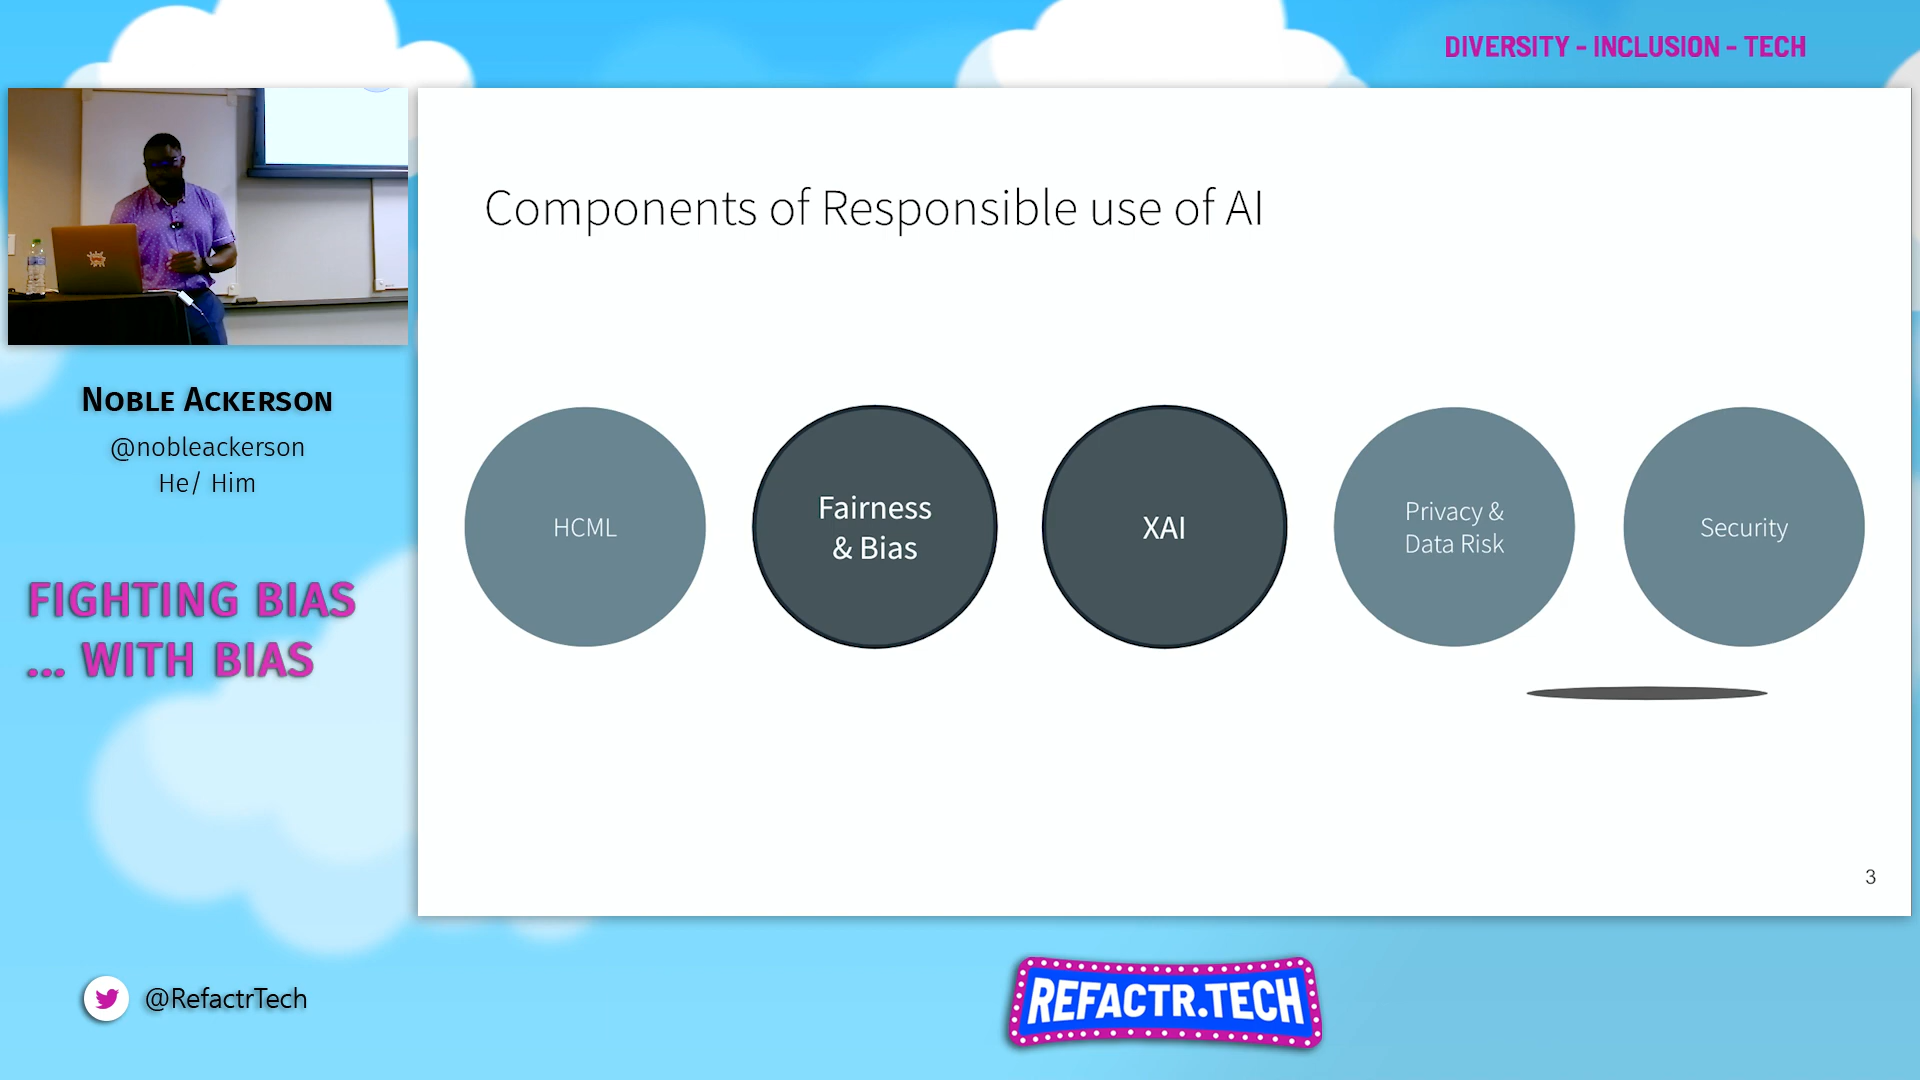 DIVERSITY - INCLUSION - TECH
Components of Responsible use of AI
HCML
Fairness
& Bias
XAI
Privacy &
Data Risk
Security
3
NOBLE ACKERSON
@nobleackerson
He/ Him
FIGHTING BIAS
... WITH BIAS
@RefactrTech
REFACTR.TECH